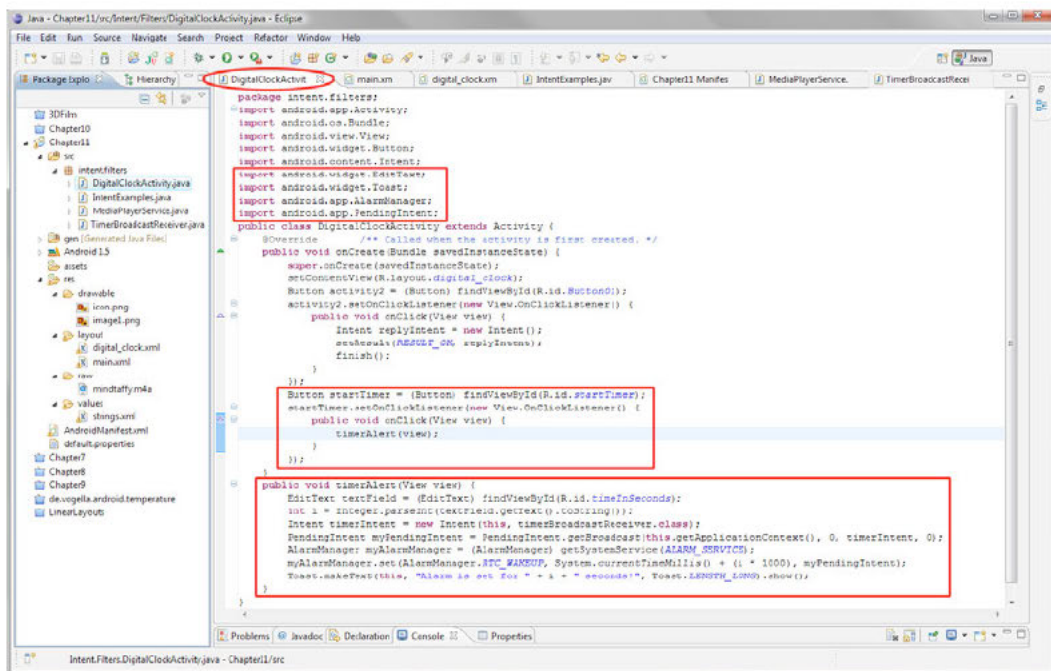 Java - Chapter11/src/Intent/Filters/DigitalClockActivity.java - Eclipse
File Edit Run Source Navigate Search Project Refactor Window Help
Java
Package Explo
Hierarchy
DigitalClockActivit
main.xm
digital_clock.xm
IntentExamples.jav
Chapter11 Manifes
MediaPlayerService.
TimerBroadcastRecei
3DFilm
Chapter10
Chapter11
src
intent.filters
DigitalClockActivity.java
IntentExamples.java
MediaPlayerService.java
TimerBroadcastReceiver.java
gen [Generated Java Files]
Android 1.5
assets
res
drawable
icon.png
image1.png
layout
digital_clock.xml
main.xml
raw
mindtaffy.m4a
values
strings.xml
AndroidManifest.xml
default.properties
Chapter7
Chapter8
Chapter9
de.vogella.android.temperature
LinearLayouts
package intent.filters;
import android.app.Activity;
import android.os.Bundle;
import android.view.View;
import android.widget.Button;
import android.content.Intent;
import android.widget.EditText;
import android.widget.Toast;
import android.app.AlarmManager;
import android.app.PendingIntent;
public class DigitalClockActivity extends Activity {
@Override /** Called when the activity is first created. */
public void onCreate(Bundle savedInstanceState) {
super.onCreate(savedInstanceState);
setContentView(R.layout.digital_clock);
Button activity2 = (Button) findViewById(R.id.Button01);
activity2.setOnClickListener(new View.OnClickListener() {
public void onClick(View view) {
Intent replyIntent = new Intent();
setResult(RESULT_OK, replyIntent);
finish();
}
});
Button startTimer = (Button) findViewById(R.id.startTimer);
startTimer.setOnClickListener(new View.OnClickListener() {
public void onClick(View view) {
timerAlert(view);
}
});
}
public void timerAlert(View view) {
EditText textField = (EditText) findViewById(R.id.timeInSeconds);
int i = Integer.parseInt(textField.getText().toString());
Intent timerIntent = new Intent(this, timerBroadcastReceiver.class);
PendingIntent myPendingIntent = PendingIntent.getBroadcast(this.getApplicationContext(), 0, timerIntent, 0);
AlarmManager myAlarmManager = (AlarmManager) getSystemService(ALARM_SERVICE);
myAlarmManager.set(AlarmManager.RTC_WAKEUP, System.currentTimeMillis() + (i * 1000), myPendingIntent);
Toast.makeText(this, "Alarm is set for " + i + " seconds!", Toast.LENGTH_LONG).show();
}
}
Problems @ Javadoc Declaration Console Properties
Intent.Filters.DigitalClockActivity.java - Chapter11/src